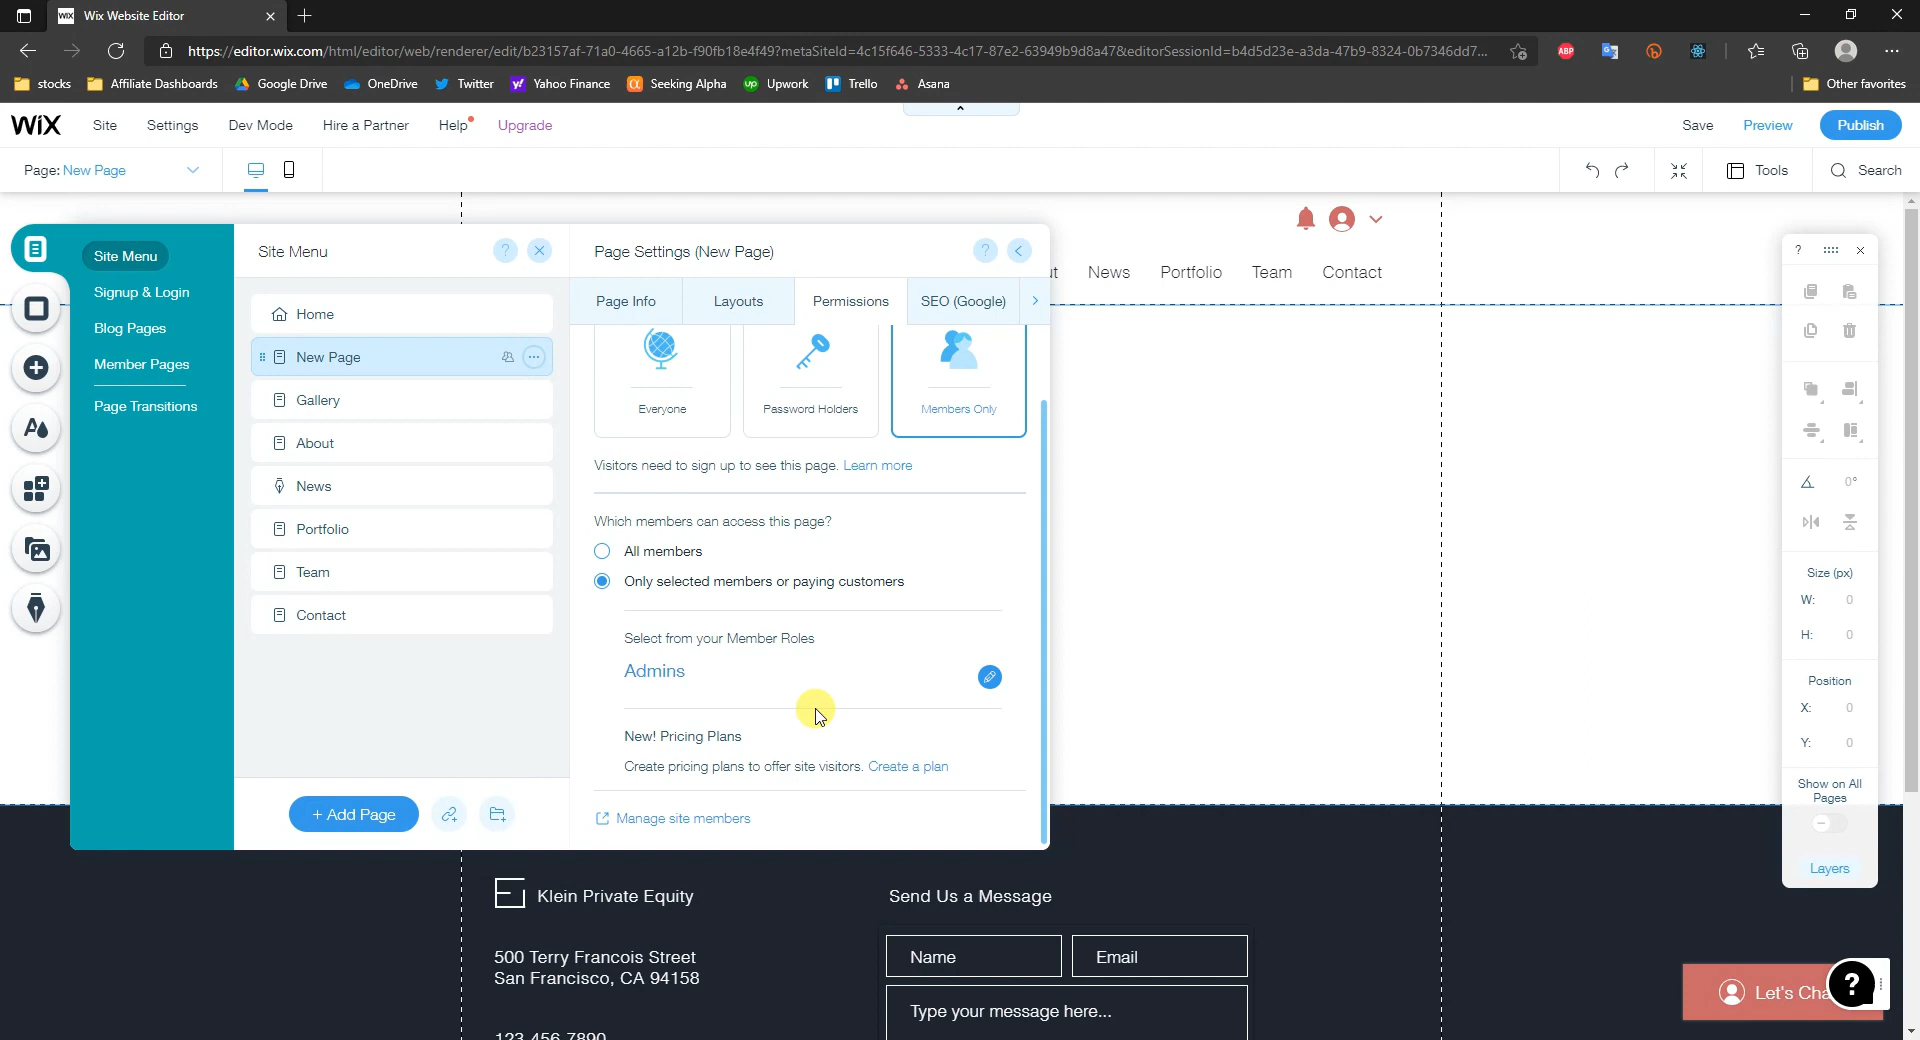 Wix Website Editor
https://editor.wix.com/html/editor/web/renderer/edit/b23157af-71a0-4665-a12b-f90fb18e4f49?metaSiteId=4c15f646-5333-4c17-87e2-63949b9d8a47&editorSessionId=b4d5d23e-a3da-47b9-8324-0b7346dd7...
ABP
stocks
Affiliate Dashboards
Google Drive
OneDrive
Twitter
Yahoo Finance
Seeking Alpha
Upwork
Trello
Asana
Other favorites
WIX
Site
Settings
Dev Mode
Hire a Partner
Help
Upgrade
Save
Preview
Publish
Page: New Page
Tools
Search
Site Menu
Signup & Login
Blog Pages
Member Pages
Page Transitions
Site Menu
?
Home
New Page
Gallery
About
News
Portfolio
Team
Contact
+ Add Page
Page Settings (New Page)
?
Page Info
Layouts
Permissions
SEO (Google)
Everyone
Password Holders
Members Only
Visitors need to sign up to see this page. Learn more
Which members can access this page?
All members
Only selected members or paying customers
Select from your Member Roles
Admins
New! Pricing Plans
Create pricing plans to offer site visitors. Create a plan
Manage site members
ut
News
Portfolio
Team
Contact
?
0°
Size (px)
W: 0
H: 0
Position
X: 0
Y: 0
Show on All
Pages
Layers
Klein Private Equity
500 Terry Francois Street
San Francisco, CA 94158
123-456-7890
Send Us a Message
Name
Email
Type your message here...
Let's Cha
?